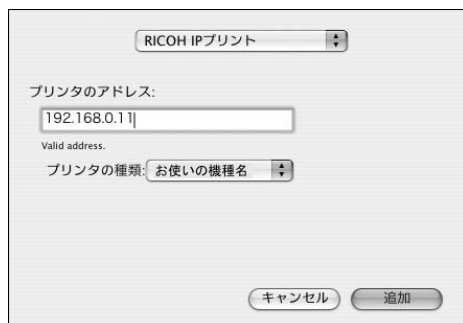 RICOH IPプリント
プリンタのアドレス:
192.168.0.11
Valid address.
プリンタの種類: お使いの機種名
キャンセル 追加